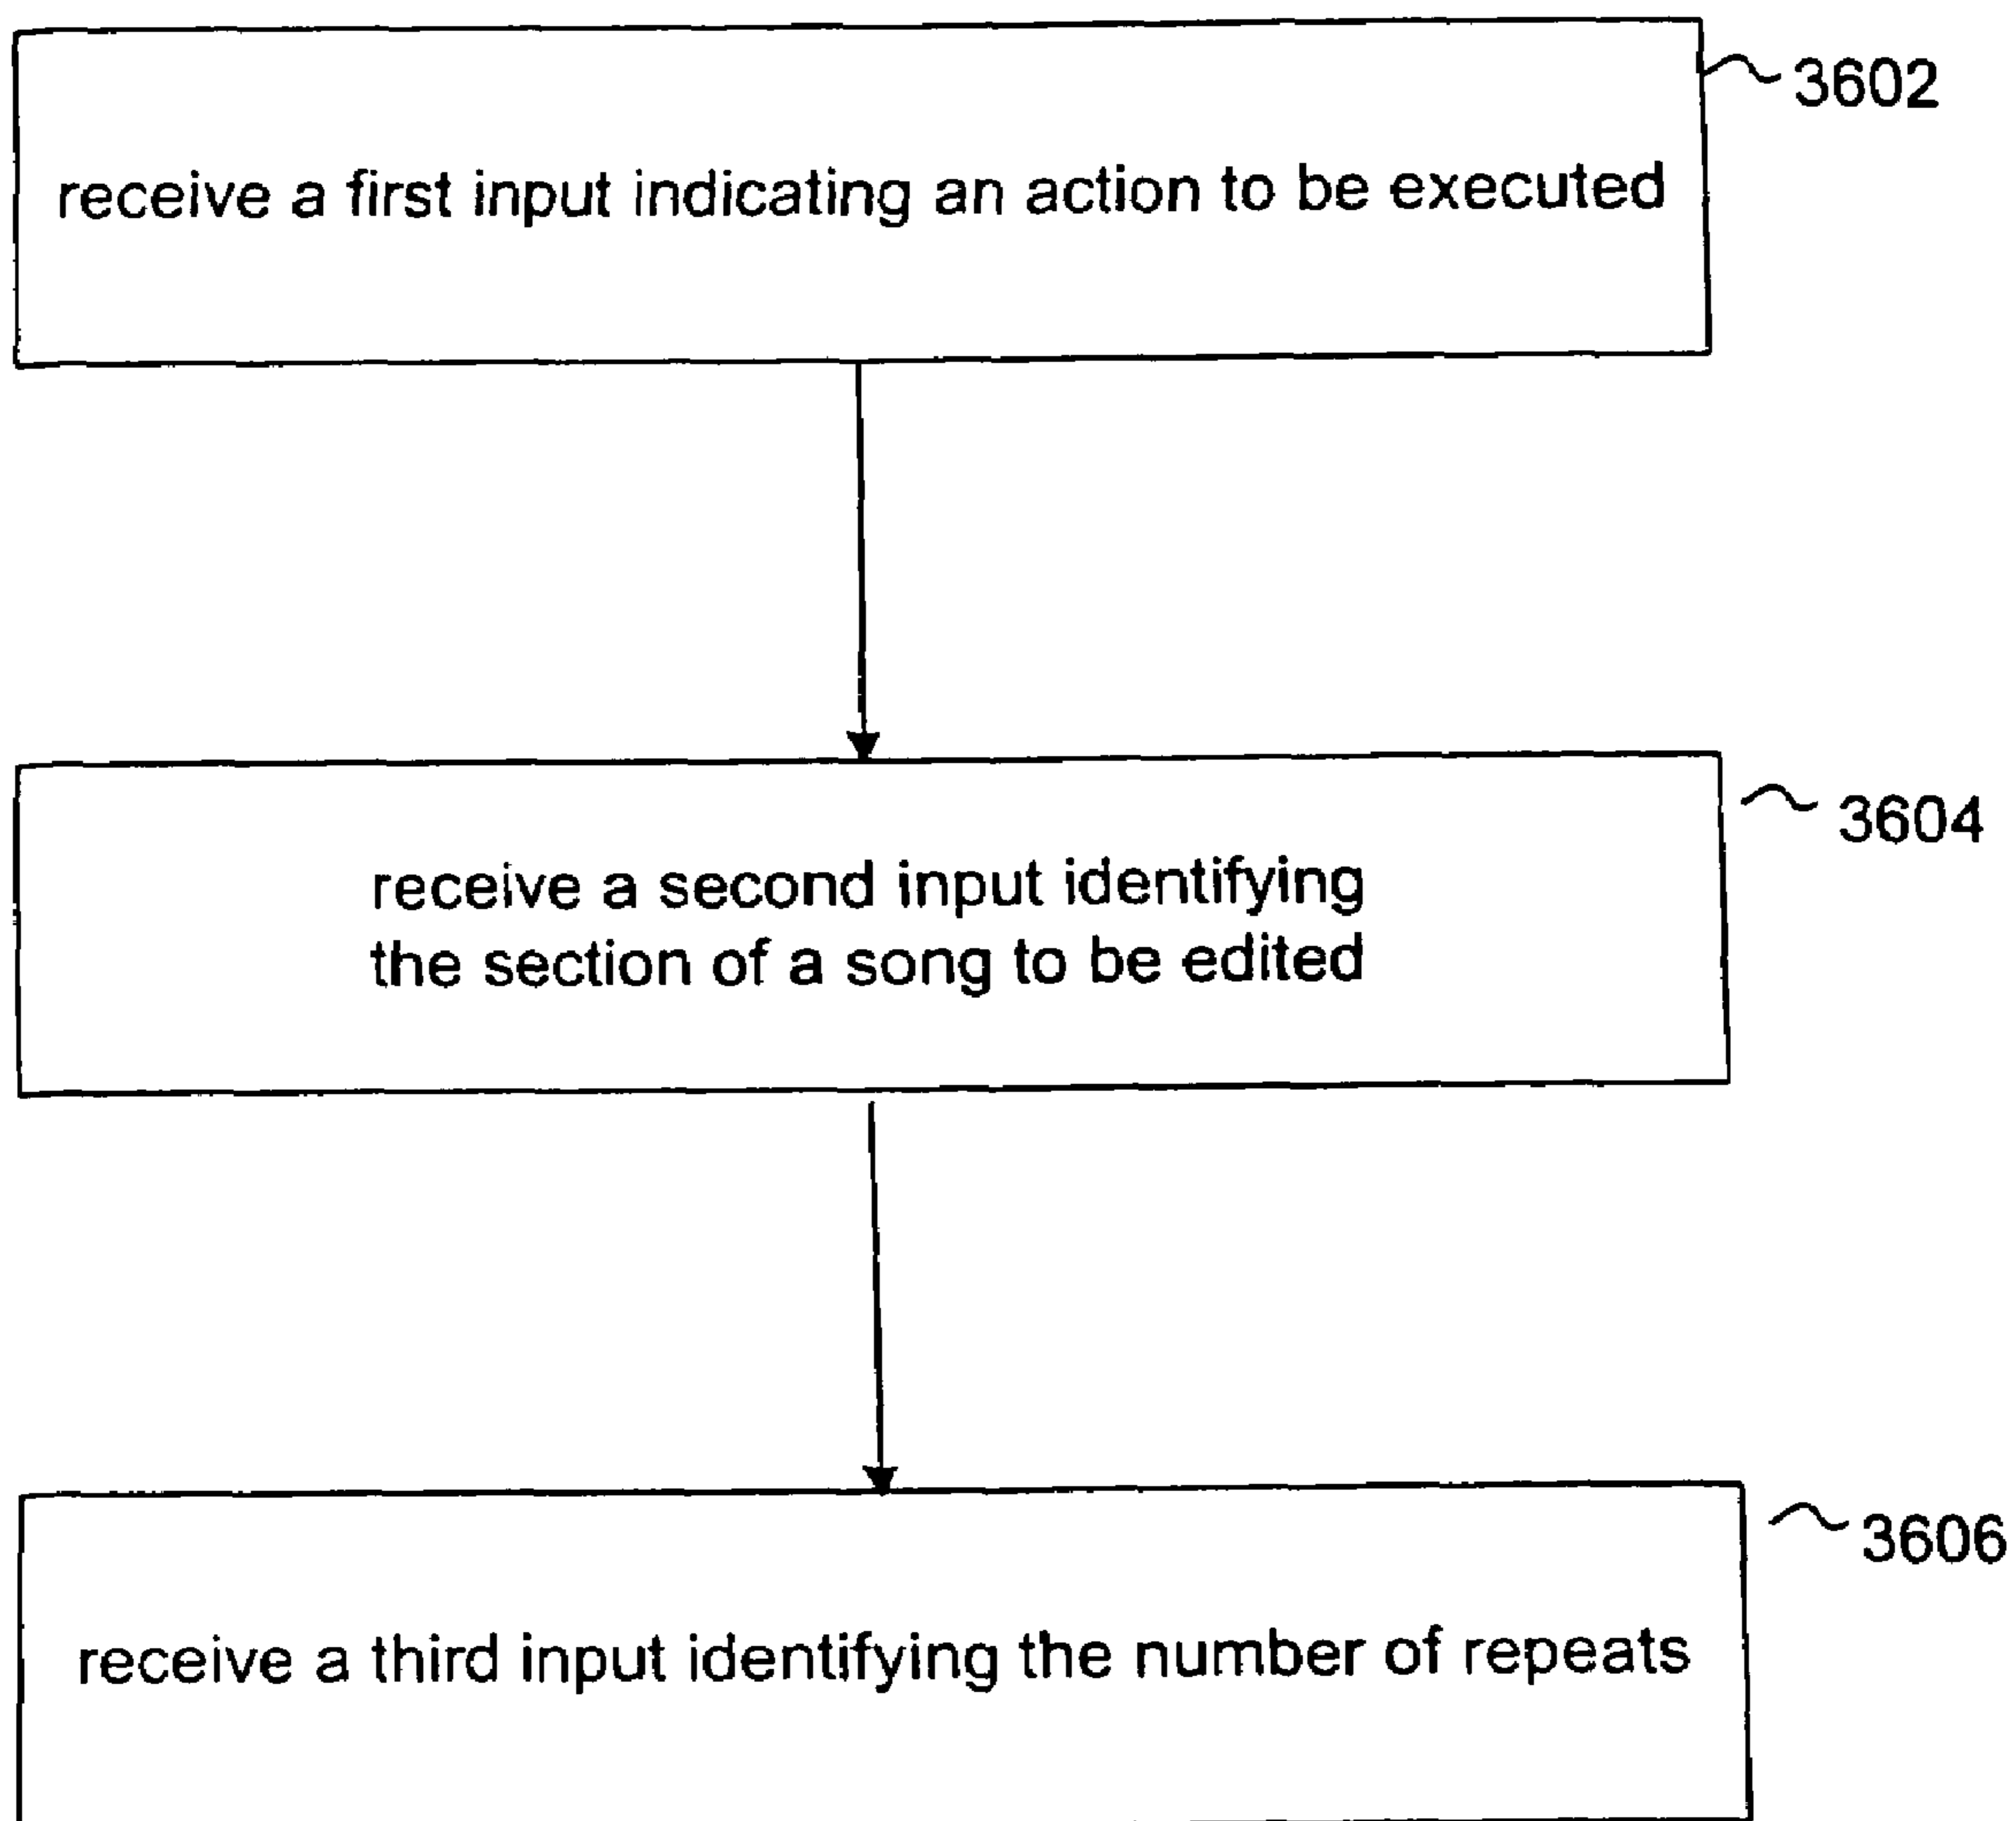 3602
receive a first input indicating an action to be executed
3604
receive a second input identifying
the section of a song to be edited
3606
receive a third input identifying the number of repeats